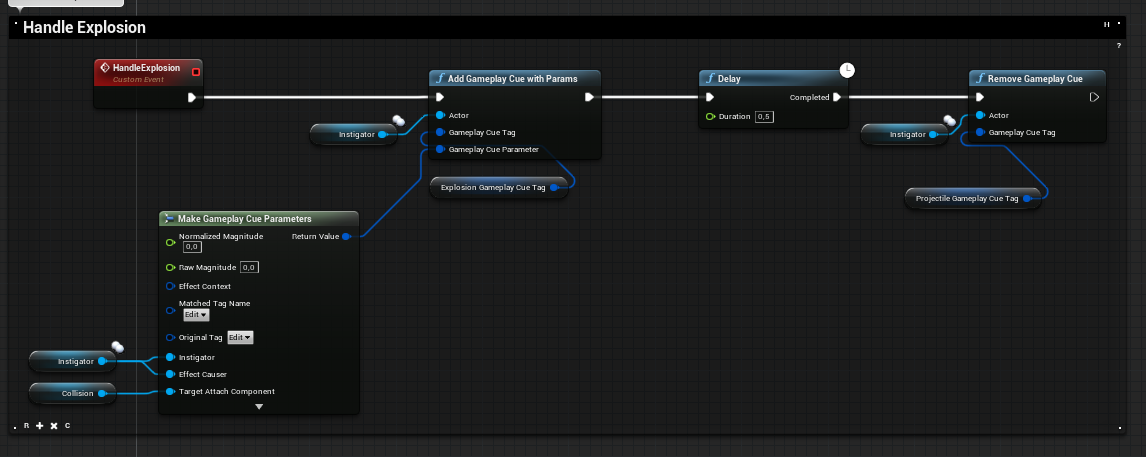 Handle Explosion
H
?
HandleExplosion
Custom Event
Add Gameplay Cue with Params
Actor
Gameplay Cue Tag
Gameplay Cue Parameter
Instigator
Explosion Gameplay Cue Tag
Delay
Completed
Duration 0,5
Remove Gameplay Cue
Actor
Gameplay Cue Tag
Instigator
Projectile Gameplay Cue Tag
Make Gameplay Cue Parameters
Normalized Magnitude
0,0
Return Value
Raw Magnitude 0,0
Effect Context
Matched Tag Name
Edit
Original Tag Edit
Instigator
Effect Causer
Target Attach Component
Instigator
Collision
R C